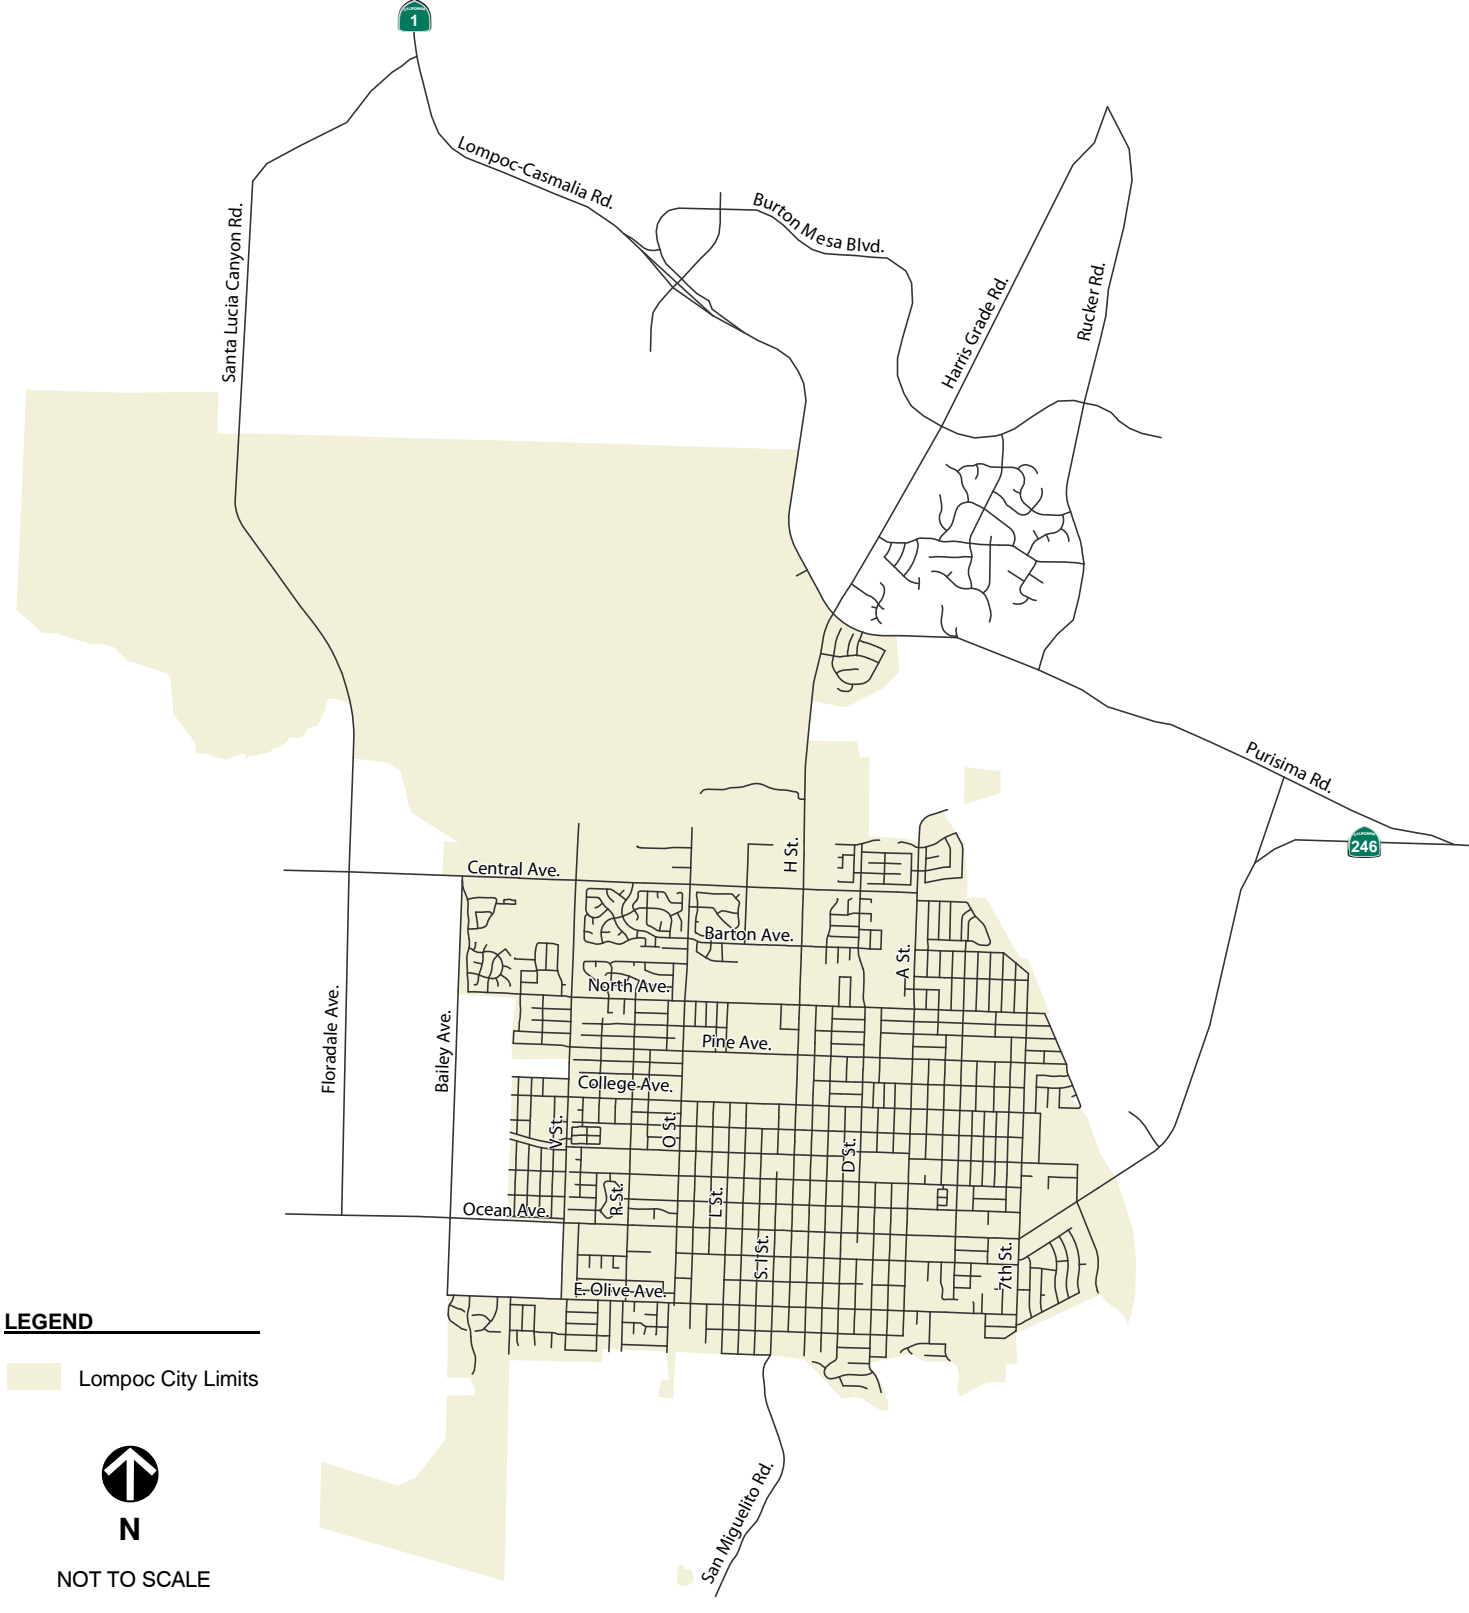 CALIFORNIA
1
Lompoc-Casmalia Rd.
Burton Mesa Blvd.
Santa Lucia Canyon Rd.
Harris Grade Rd.
Rucker Rd.
Purisima Rd.
CALIFORNIA
246
H St.
Central Ave.
Barton Ave.
A St.
North Ave.
Floradale Ave.
Bailey Ave.
Pine Ave.
College Ave.
V St.
O St.
D St.
R St.
L St.
Ocean Ave.
S. I St.
7th St.
E. Olive Ave.
LEGEND
Lompoc City Limits
N
NOT TO SCALE
San Miguelito Rd.